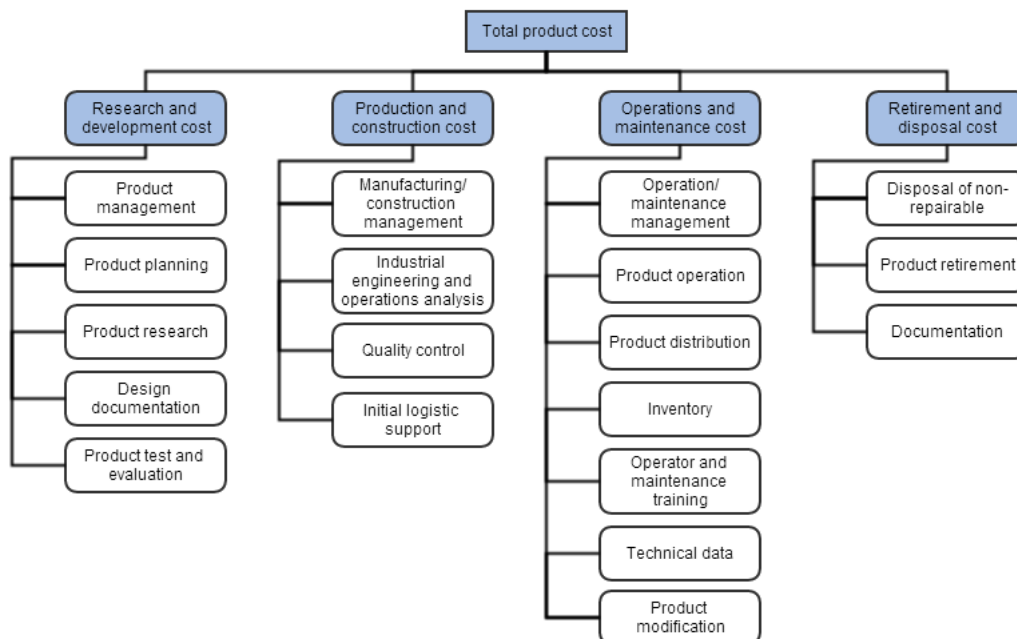 Total product cost
Research and
development cost
Production and
construction cost
Operations and
maintenance cost
Retirement and
disposal cost
Product
management
Product planning
Product research
Design
documentation
Product test and
evaluation
Manufacturing/
construction
management
Industrial
engineering and
operations analysis
Quality control
Initial logistic
support
Operation/
maintenance
management
Product operation
Product distribution
Inventory
Operator and
maintenance
training
Technical data
Product
modification
Disposal of non-
repairable
Product retirement
Documentation